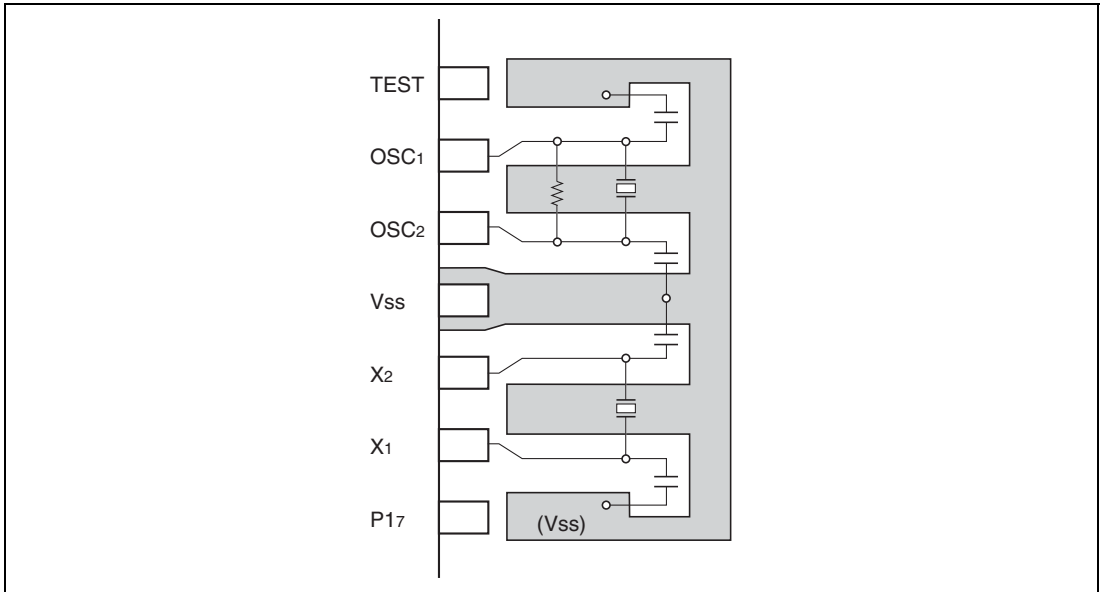 TEST
OSC1
OSC2
Vss
X2
X1
P17
(Vss)